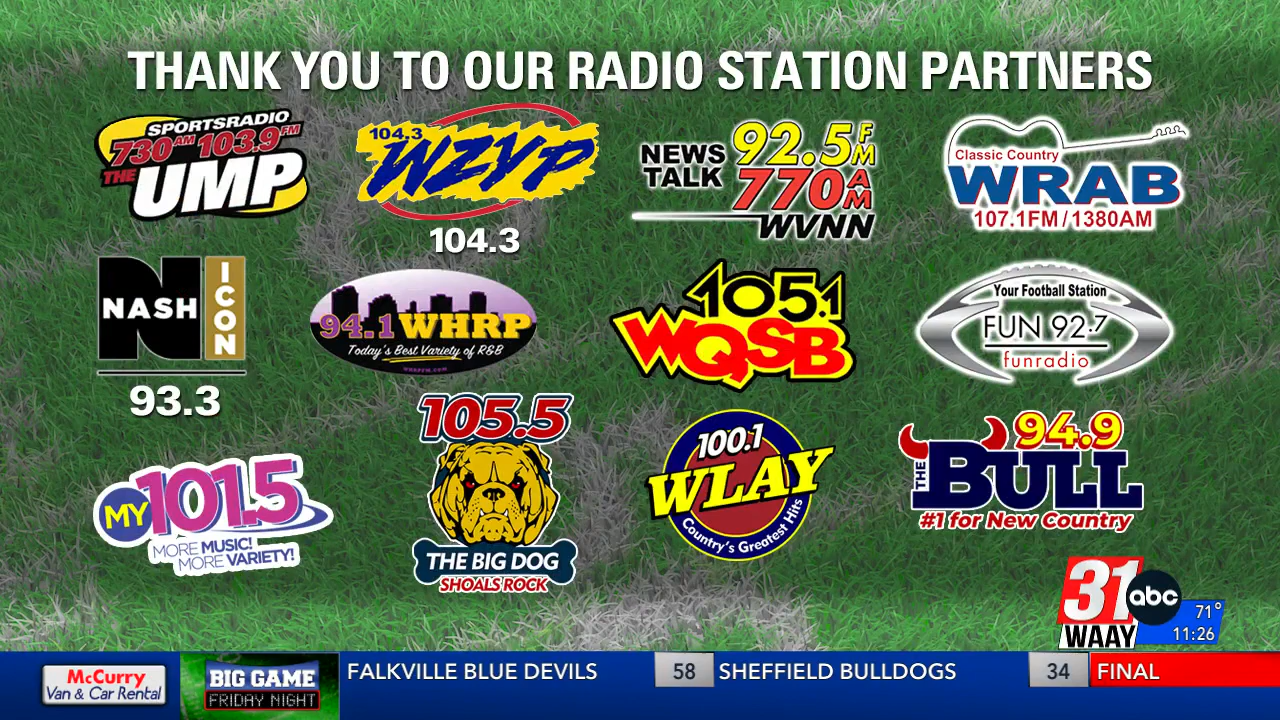 THANK YOU TO OUR RADIO STATION PARTNERS
SPORTSRADIO
730AM 103.9FM
THE UMP
104.3
WZYP
104.3
NEWS TALK
92.5FM
770AM
WVNN
Classic Country
WRAB
107.1FM/1380AM
NASH ICON
93.3
94.1 WHRP
Today's Best Variety of R&B
WHRPFM.COM
105.1
WQSB
Your Football Station
FUN 92.7
funradio
MY 101.5
MORE MUSIC!
MORE VARIETY!
105.5
THE BIG DOG
SHOALS ROCK
100.1
WLAY
Country's Greatest Hits
94.9
THE BULL
#1 for New Country
31 abc
WAAY
71°
11:26
McCurry
Van & Car Rental
BIG GAME
FRIDAY NIGHT
FALKVILLE BLUE DEVILS 58 SHEFFIELD BULLDOGS 34 FINAL